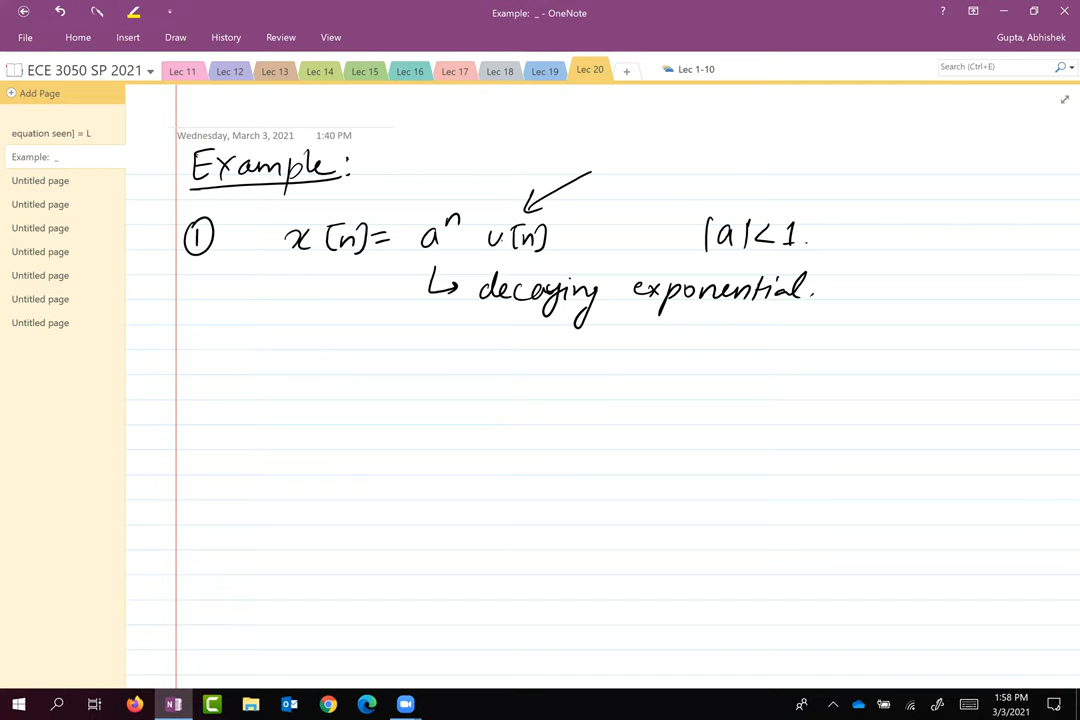 Example: _ - OneNote
File Home Insert Draw History Review View
Gupta, Abhishek
ECE 3050 SP 2021
Lec 11 Lec 12 Lec 13 Lec 14 Lec 15 Lec 16 Lec 17 Lec 18 Lec 19 Lec 20 + Lec 1-10
Search (Ctrl+E)
Add Page
equation seen] = L
Example: _
Untitled page
Untitled page
Untitled page
Untitled page
Untitled page
Untitled page
Untitled page
Wednesday, March 3, 2021 1:40 PM
Example:
① x[n]= aⁿ u[n] |a|<1.
↳ decaying exponential.
1:58 PM
3/3/2021